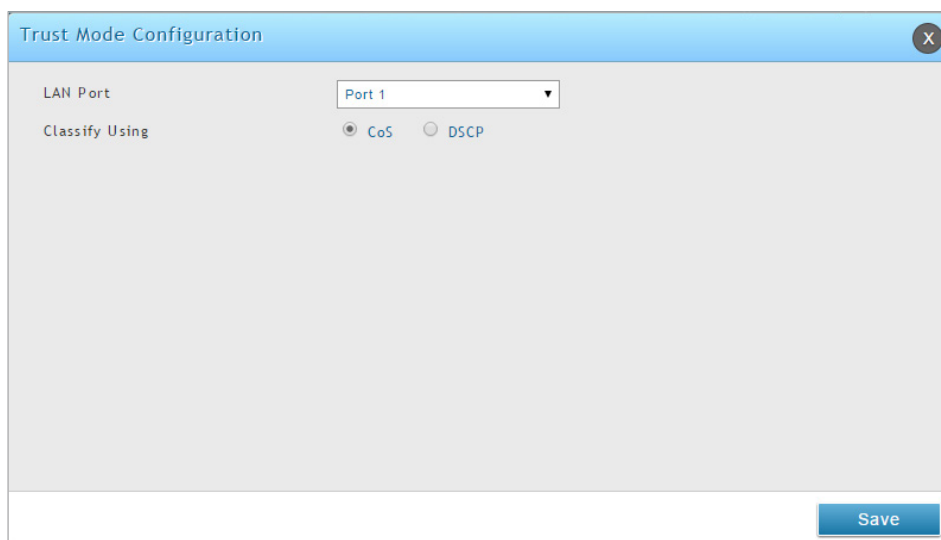 Trust Mode Configuration
X
LAN Port Port 1
Classify Using CoS DSCP
Save